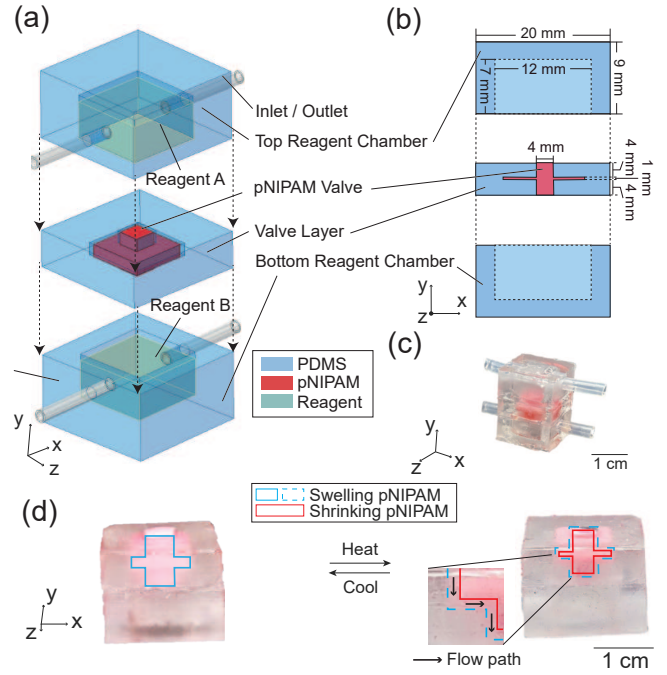 (a)
Inlet / Outlet
Top Reagent Chamber
Reagent A
pNIPAM Valve
Valve Layer
Bottom Reagent Chamber
Reagent B
PDMS
pNIPAM
Reagent
y
x
z
(b)
20 mm
12 mm
7 mm
9 mm
4 mm
1 mm
4 mm
4 mm
y
z
x
(c)
y
z
x
1 cm
Swelling pNIPAM
Shrinking pNIPAM
(d)
y
z
x
Heat
Cool
Flow path
1 cm